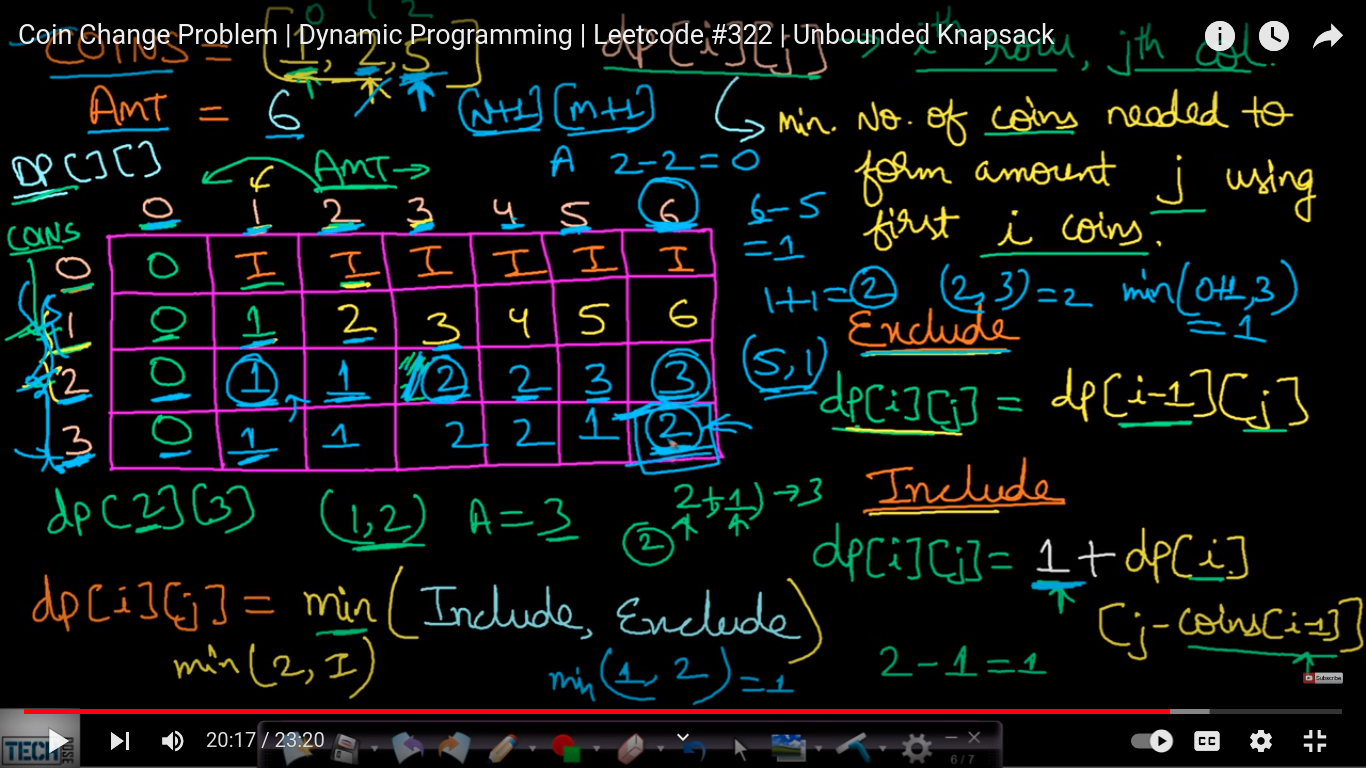 Coin Change Problem | Dynamic Programming | Leetcode #322 | Unbounded Knapsack
0 1 2
COINS = [1, 2, 5]
dp[i][j] → ith row, jth col.
AMT = 6
[N+1][m+1]
min. No. of coins needed to
form amount j using
first i coins.
DP[][]
AMT →
A 2-2=0
6-5
=1
COINS
0 1 2 3 4 5 6
0 0 I I I I I I
1 0 1 2 3 4 5 6
2 0 1 1 2 2 3 3
3 0 1 1 2 2 1 2
1+1=2 (2,3)=2 min(0+1,3)
=1
(5,1)
Exclude
dp[i][j] = dp[i-1][j]
Include
dp[i][j] = 1 + dp[i]
[j-coins[i-1]]
2-1=1
dp[2][3] (1,2) A=3
2+1) →3
2
dp[i][j] = min(Include, Exclude)
min(2, I)
min(1, 2)=1
Subscribe
20:17 / 23:20
CC
TECH
DOSE
6 / 7